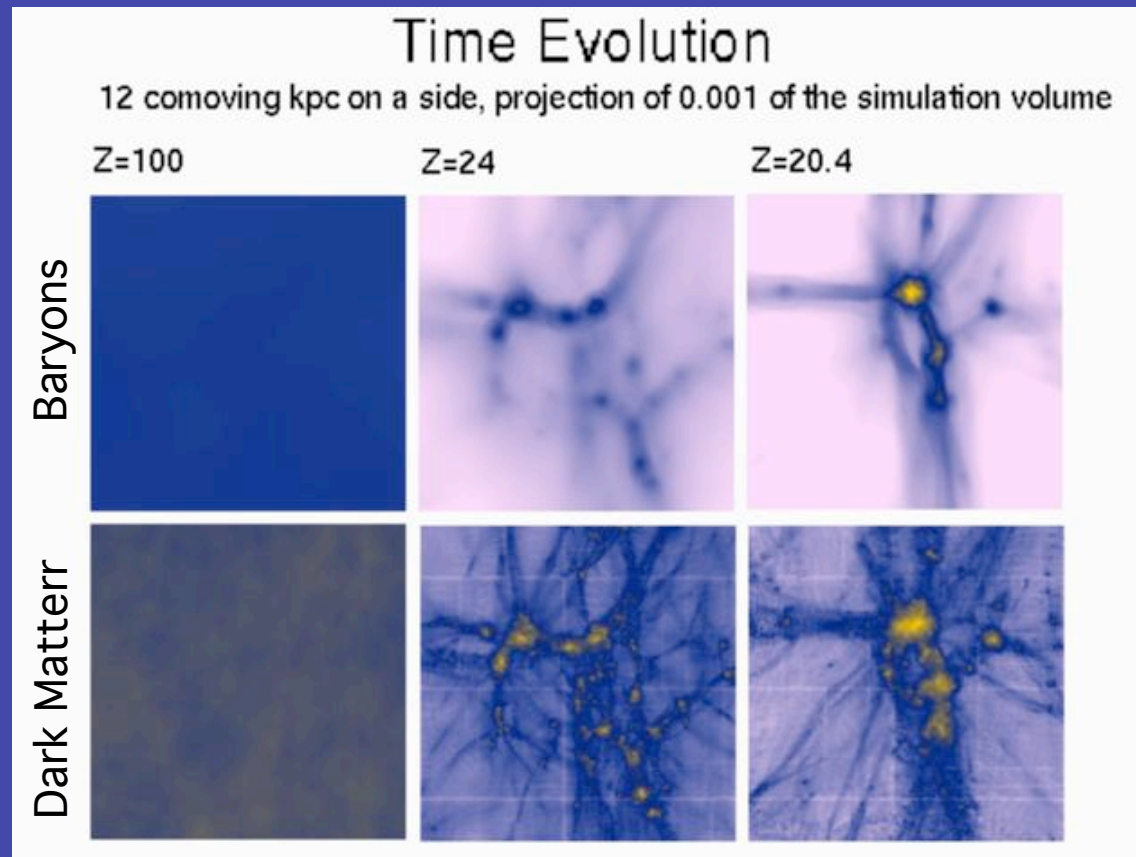 Time Evolution
12 comoving kpc on a side, projection of 0.001 of the simulation volume
Z=100
Z=24
Z=20.4
Baryons
Dark Matterr